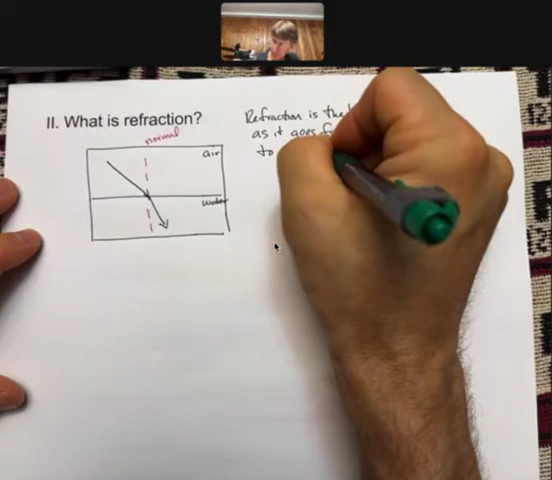 II. What is refraction?
normal
air
water
Refraction is the
as it goes
to